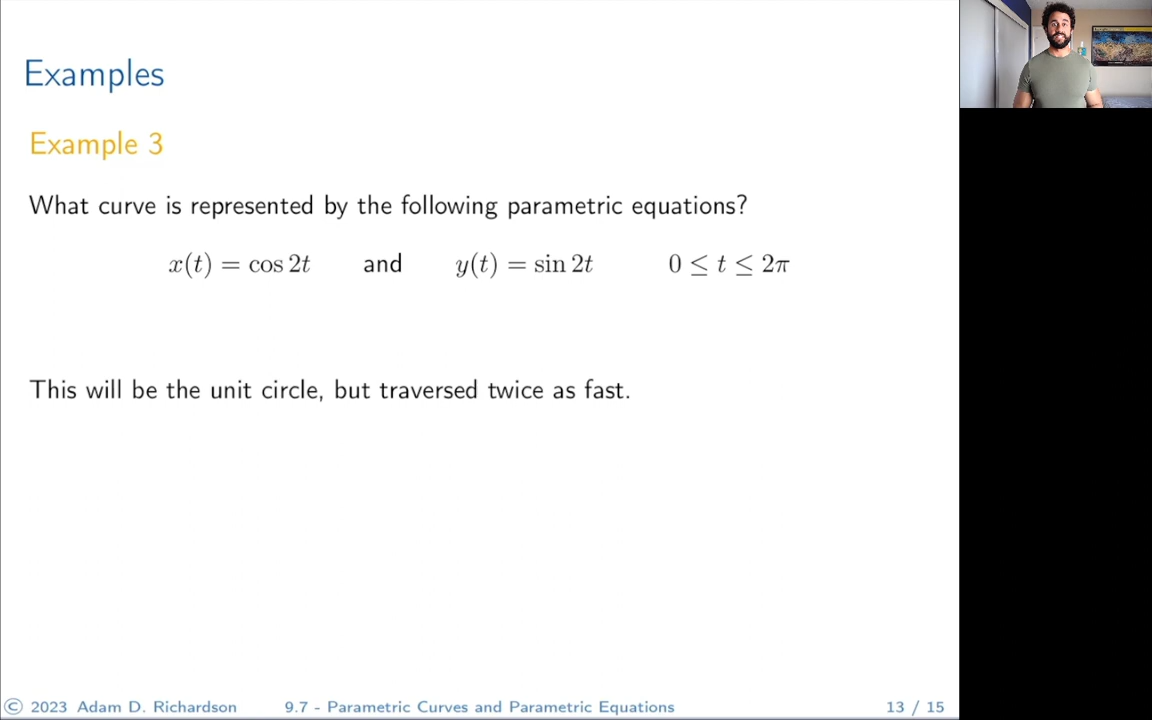 Examples
Example 3
What curve is represented by the following parametric equations?
x(t) = cos 2t and y(t) = sin 2t 0 ≤ t ≤ 2π
This will be the unit circle, but traversed twice as fast.
© 2023 Adam D. Richardson 9.7 - Parametric Curves and Parametric Equations 13 / 15